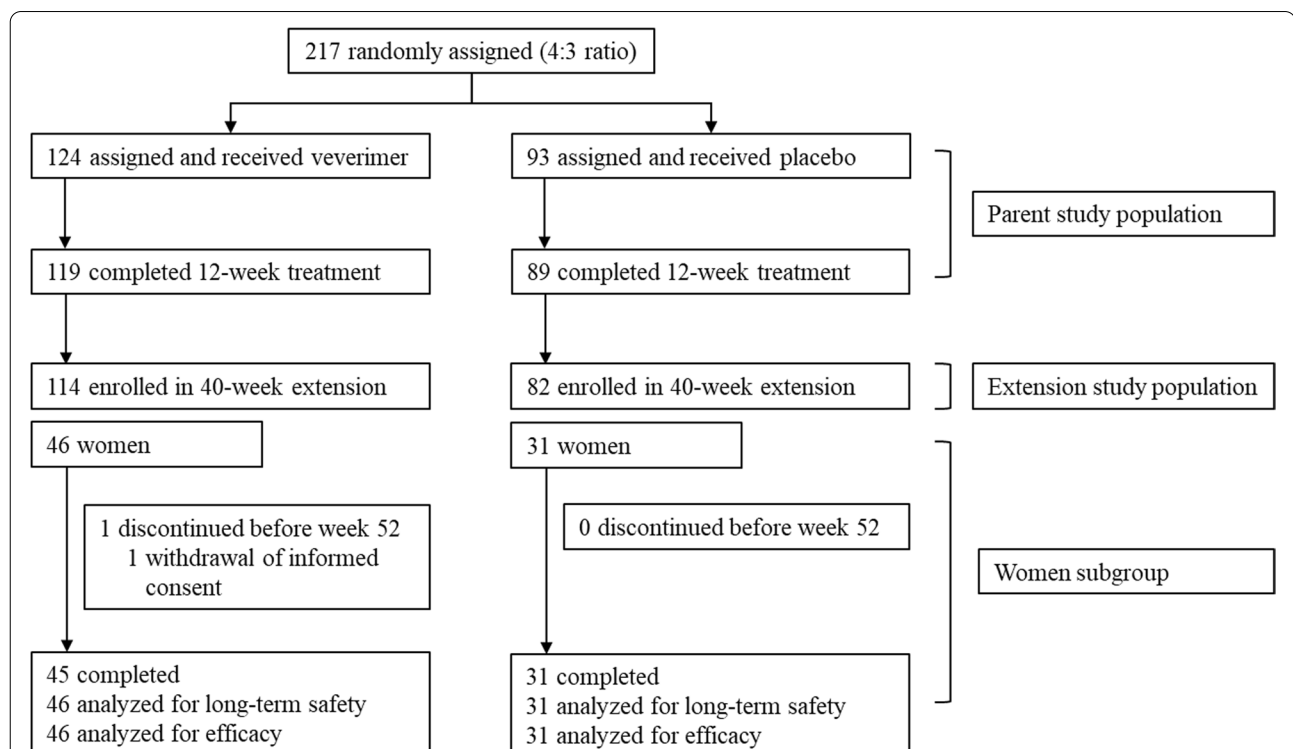 217 randomly assigned (4:3 ratio)
124 assigned and received veverimer
93 assigned and received placebo
Parent study population
119 completed 12-week treatment
89 completed 12-week treatment
114 enrolled in 40-week extension
82 enrolled in 40-week extension
Extension study population
46 women
31 women
1 discontinued before week 52
1 withdrawal of informed
consent
0 discontinued before week 52
Women subgroup
45 completed
46 analyzed for long-term safety
46 analyzed for efficacy
31 completed
31 analyzed for long-term safety
31 analyzed for efficacy